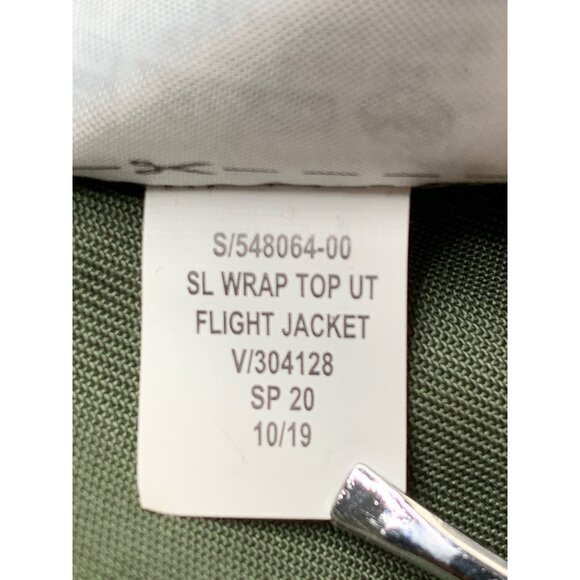 S/548064-00
SL WRAP TOP UT
FLIGHT JACKET
V/304128
SP 20
10/19